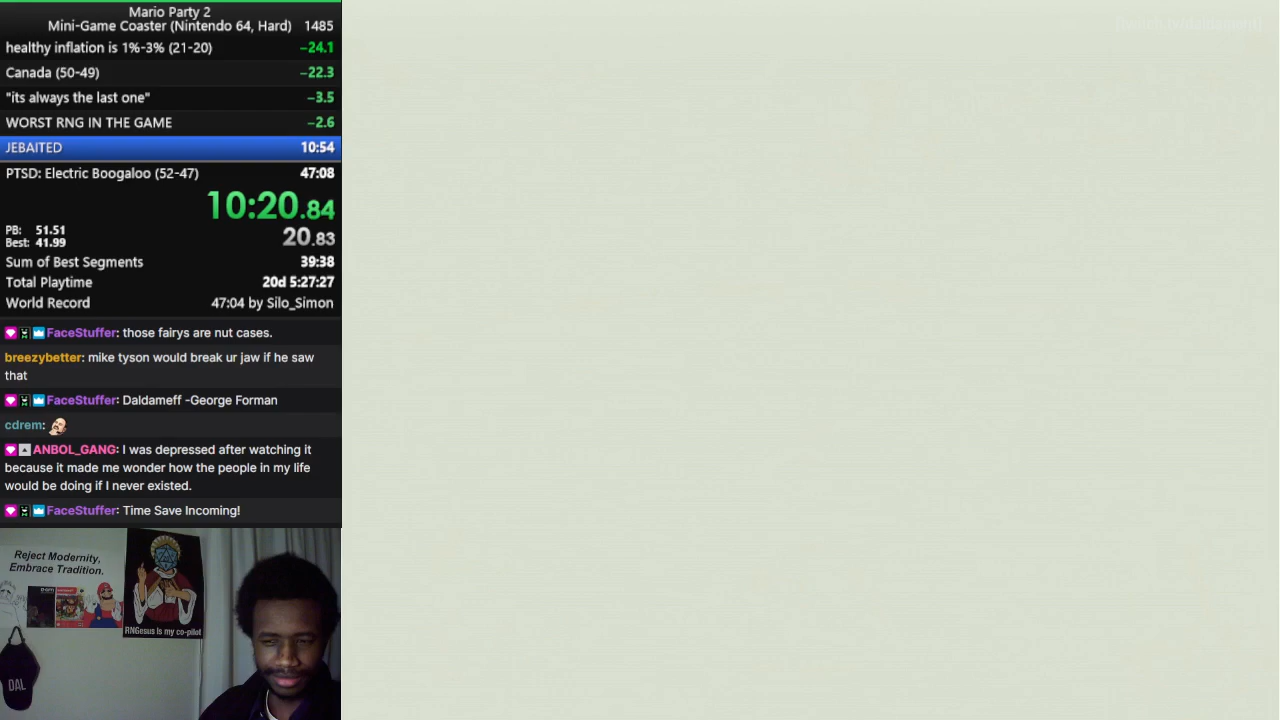 Mario Party 2
Mini-Game Coaster (Nintendo 64, Hard) 1485
healthy inflation is 1%-3% (21-20) −24.1
Canada (50-49) −22.3
"its always the last one" −3.5
WORST RNG IN THE GAME −2.6
JEBAITED 10:54
PTSD: Electric Boogaloo (52-47) 47:08
10:20.84
PB: 51.51
Best: 41.99
20.83
Sum of Best Segments 39:38
Total Playtime 20d 5:27:27
World Record 47:04 by Silo_Simon
FaceStuffer: those fairys are nut cases.
breezybetter: mike tyson would break ur jaw if he saw
that
FaceStuffer: Daldameff -George Forman
cdrem:
ANBOL_GANG: I was depressed after watching it
because it made me wonder how the people in my life
would be doing if I never existed.
FaceStuffer: Time Save Incoming!
Reject Modernity,
Embrace Tradition.
RNGesus is my co-pilot
DAL